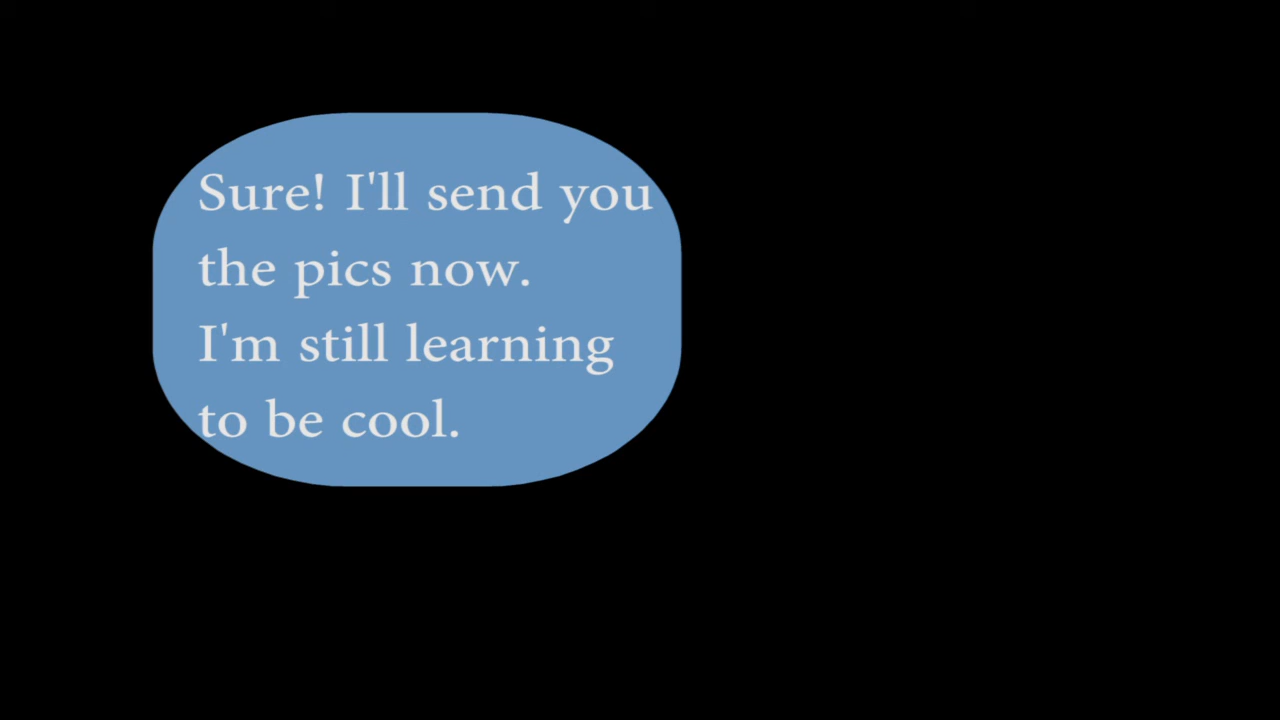 Sure! I'll send you
the pics now.
I'm still learning
to be cool.